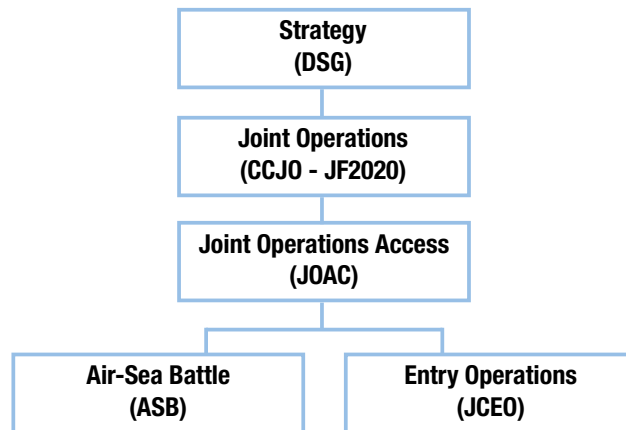 Strategy
(DSG)
Joint Operations
(CCJO - JF2020)
Joint Operations Access
(JOAC)
Air-Sea Battle
(ASB)
Entry Operations
(JCEO)